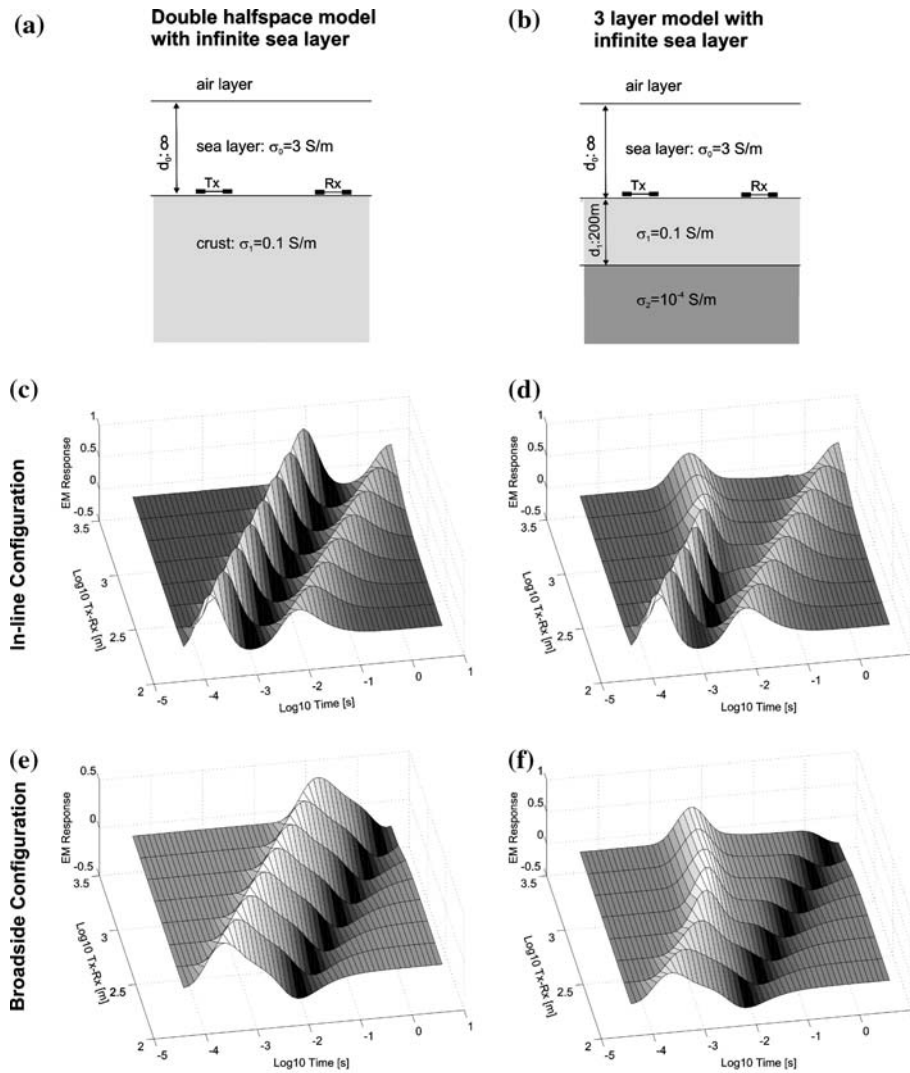 (a)
Double halfspace model
with infinite sea layer
air layer
d₀: ∞
sea layer: σ₀=3 S/m
Tx
Rx
crust: σ₁=0.1 S/m
(b)
3 layer model with
infinite sea layer
air layer
d₀: ∞
sea layer: σ₀=3 S/m
Tx
Rx
d₁:200m
σ₁=0.1 S/m
σ₂=10⁻⁴ S/m
In-line Configuration
(c)
EM Response
1
0.5
0
-0.5
3.5
3
2.5
2
Log10 Tx-Rx [m]
-5
-4
-3
-2
-1
0
1
Log10 Time [s]
(d)
EM Response
1
0.5
0
-0.5
3.5
3
2.5
2
Log10 Tx-Rx [m]
-5
-4
-3
-2
-1
0
Log10 Time [s]
Broadside Configuration
(e)
EM Response
0.5
0
-0.5
3.5
3
2.5
2
Log10 Tx-Rx [m]
-5
-4
-3
-2
-1
0
1
Log10 Time [s]
(f)
EM Response
1
0.5
0
-0.5
3.5
3
2.5
2
Log10 Tx-Rx [m]
-5
-4
-3
-2
-1
0
Log10 Time [s]